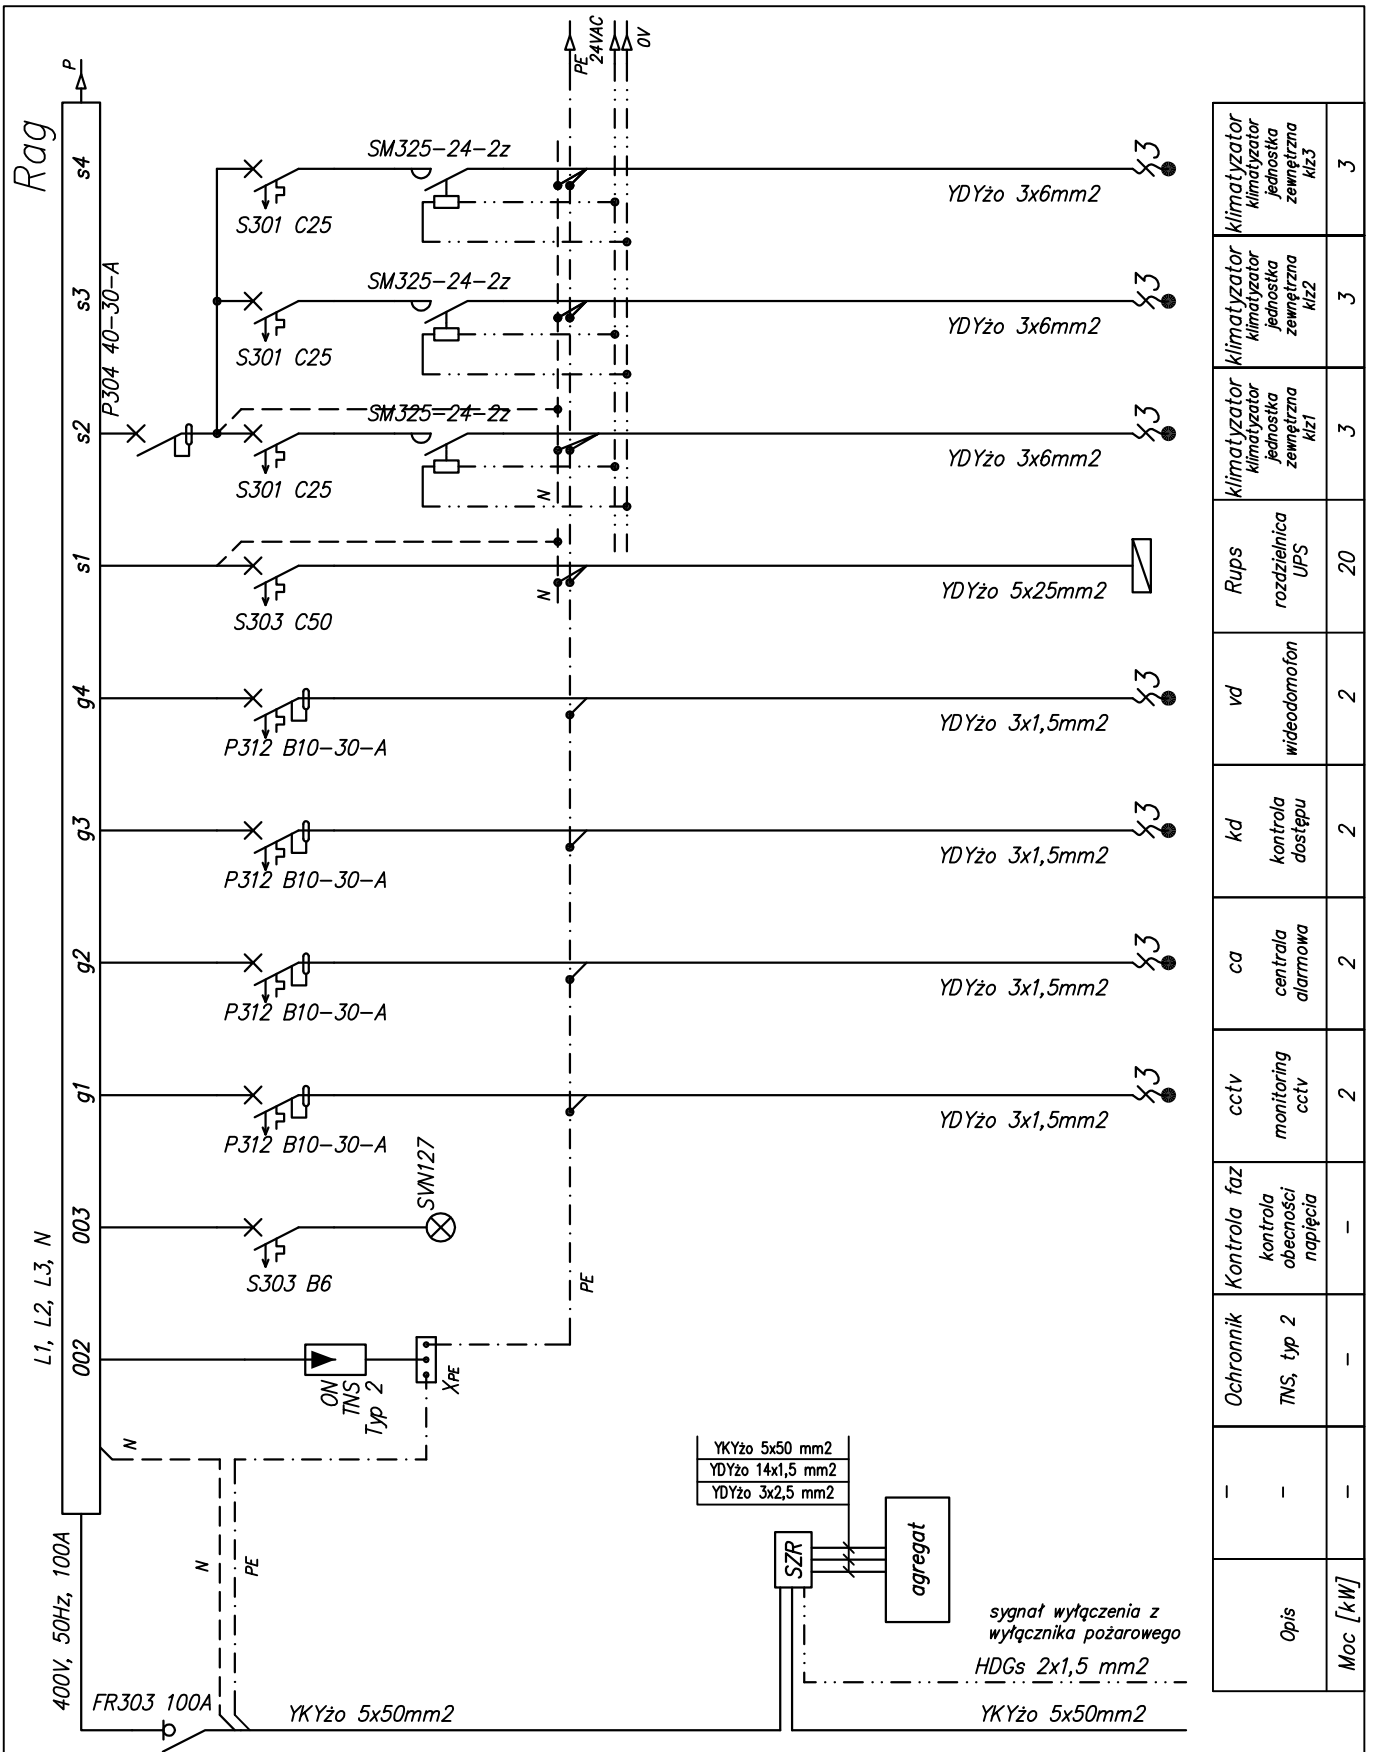 Rag
P
PE
24VAC
0V
s4
SM325-24-2z
S301 C25
YDYżo 3x6mm2
s3
P304 40-30-A
SM325-24-2z
S301 C25
YDYżo 3x6mm2
s2
SM325-24-2z
S301 C25
N
YDYżo 3x6mm2
s1
S303 C50
N
YDYżo 5x25mm2
g4
P312 B10-30-A
YDYżo 3x1,5mm2
g3
P312 B10-30-A
YDYżo 3x1,5mm2
g2
P312 B10-30-A
YDYżo 3x1,5mm2
g1
P312 B10-30-A
YDYżo 3x1,5mm2
3
3
3
3
3
3
3
L1, L2, L3, N
003
S303 B6
SVN127
PE
002
ON
TNS
Typ 2
XPE
N
N
PE
400V, 50Hz, 100A
FR303 100A
YKYżo 5x50mm2
YKYżo 5x50 mm2
YDYżo 14x1,5 mm2
YDYżo 3x2,5 mm2
SZR
agregat
sygnał wyłączenia z
wyłącznika pożarowego
HDGs 2x1,5 mm2
YKYżo 5x50mm2
klimatyzator
klimatyzator
jednostka
zewnętrzna
klz3
3
klimatyzator
klimatyzator
jednostka
zewnętrzna
klz2
3
klimatyzator
klimatyzator
jednostka
zewnętrzna
klz1
3
Rups
rozdzielnica
UPS
20
vd
wideodomofon
2
kd
kontrola
dostępu
2
ca
centrala
alarmowa
2
cctv
monitoring
cctv
2
Kontrola faz
kontrola
obecności
napięcia
-
Ochronnik
TNS, typ 2
-
-
-
-
Opis
Moc [kW]